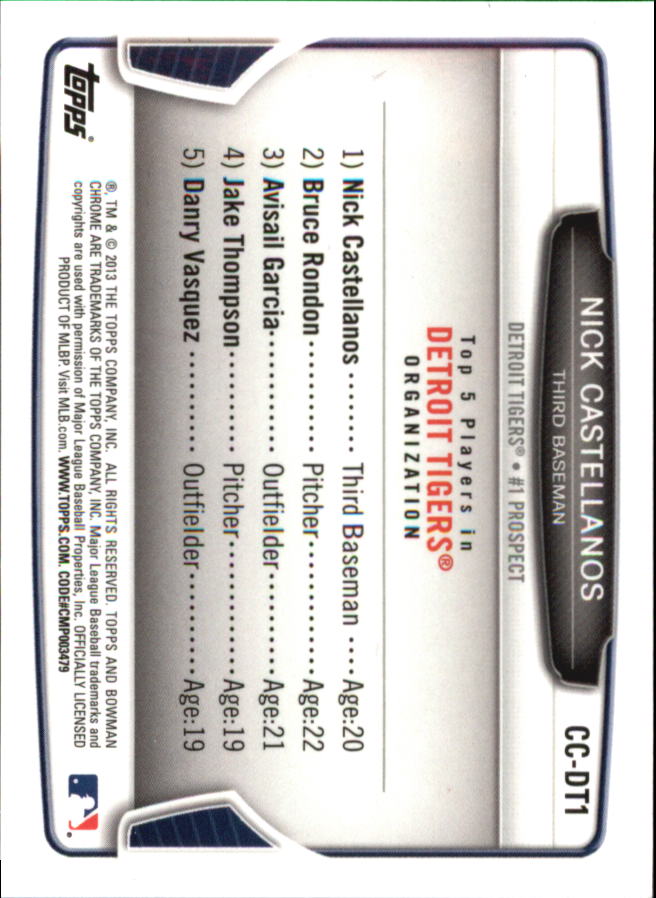 CC-DT1
NICK CASTELLANOS
THIRD BASEMAN
DETROIT TIGERS® • #1 PROSPECT
Top 5 Players in
DETROIT TIGERS®
ORGANIZATION
1) Nick Castellanos ........ Third Baseman .... Age:20
2) Bruce Rondon ............ Pitcher............... Age:22
3) Avisail Garcia............ Outfielder........... Age:21
4) Jake Thompson.......... Pitcher............... Age:19
5) Danry Vasquez .......... Outfielder........... Age:19
topps®
®, TM & © 2013 THE TOPPS COMPANY, INC. ALL RIGHTS RESERVED. TOPPS AND BOWMAN
CHROME ARE TRADEMARKS OF THE TOPPS COMPANY, INC. Major League Baseball trademarks and
copyrights are used with permission of Major League Baseball Properties, Inc. OFFICIALLY LICENSED
PRODUCT OF MLBP. Visit MLB.com. WWW.TOPPS.COM. CODE#CMP003479